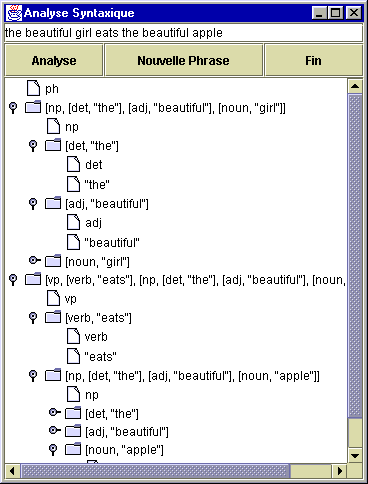 Analyse Syntaxique
the beautiful girl eats the beautiful apple
Analyse Nouvelle Phrase Fin
ph
[np, [det, "the"], [adj, "beautiful"], [noun, "girl"]]
np
[det, "the"]
det
"the"
[adj, "beautiful"]
adj
"beautiful"
[noun, "girl"]
[vp, [verb, "eats"], [np, [det, "the"], [adj, "beautiful"], [noun,
vp
[verb, "eats"]
verb
"eats"
[np, [det, "the"], [adj, "beautiful"], [noun, "apple"]]
np
[det, "the"]
[adj, "beautiful"]
[noun, "apple"]